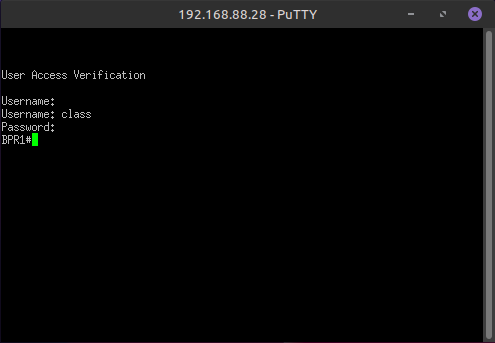 192.168.88.28 - PuTTY
User Access Verification
Username:
Username: class
Password:
BPR1#